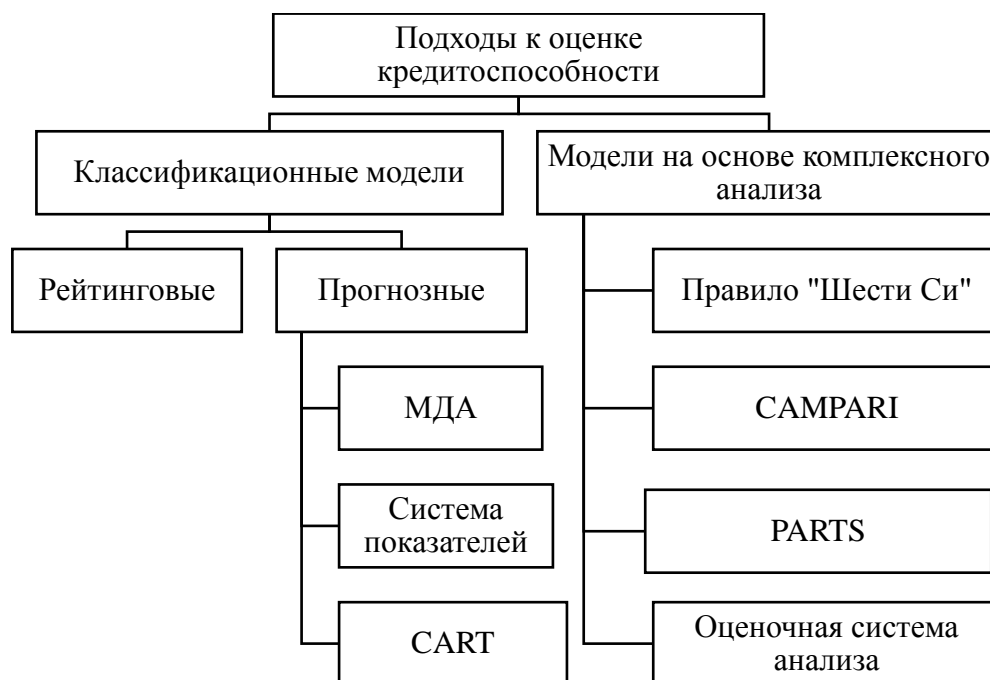 Подходы к оценке
кредитоспособности
Классификационные модели
Модели на основе комплексного
анализа
Рейтинговые
Прогнозные
Правило "Шести Си"
МДА
CAMPARI
Система
показателей
PARTS
CART
Оценочная система
анализа